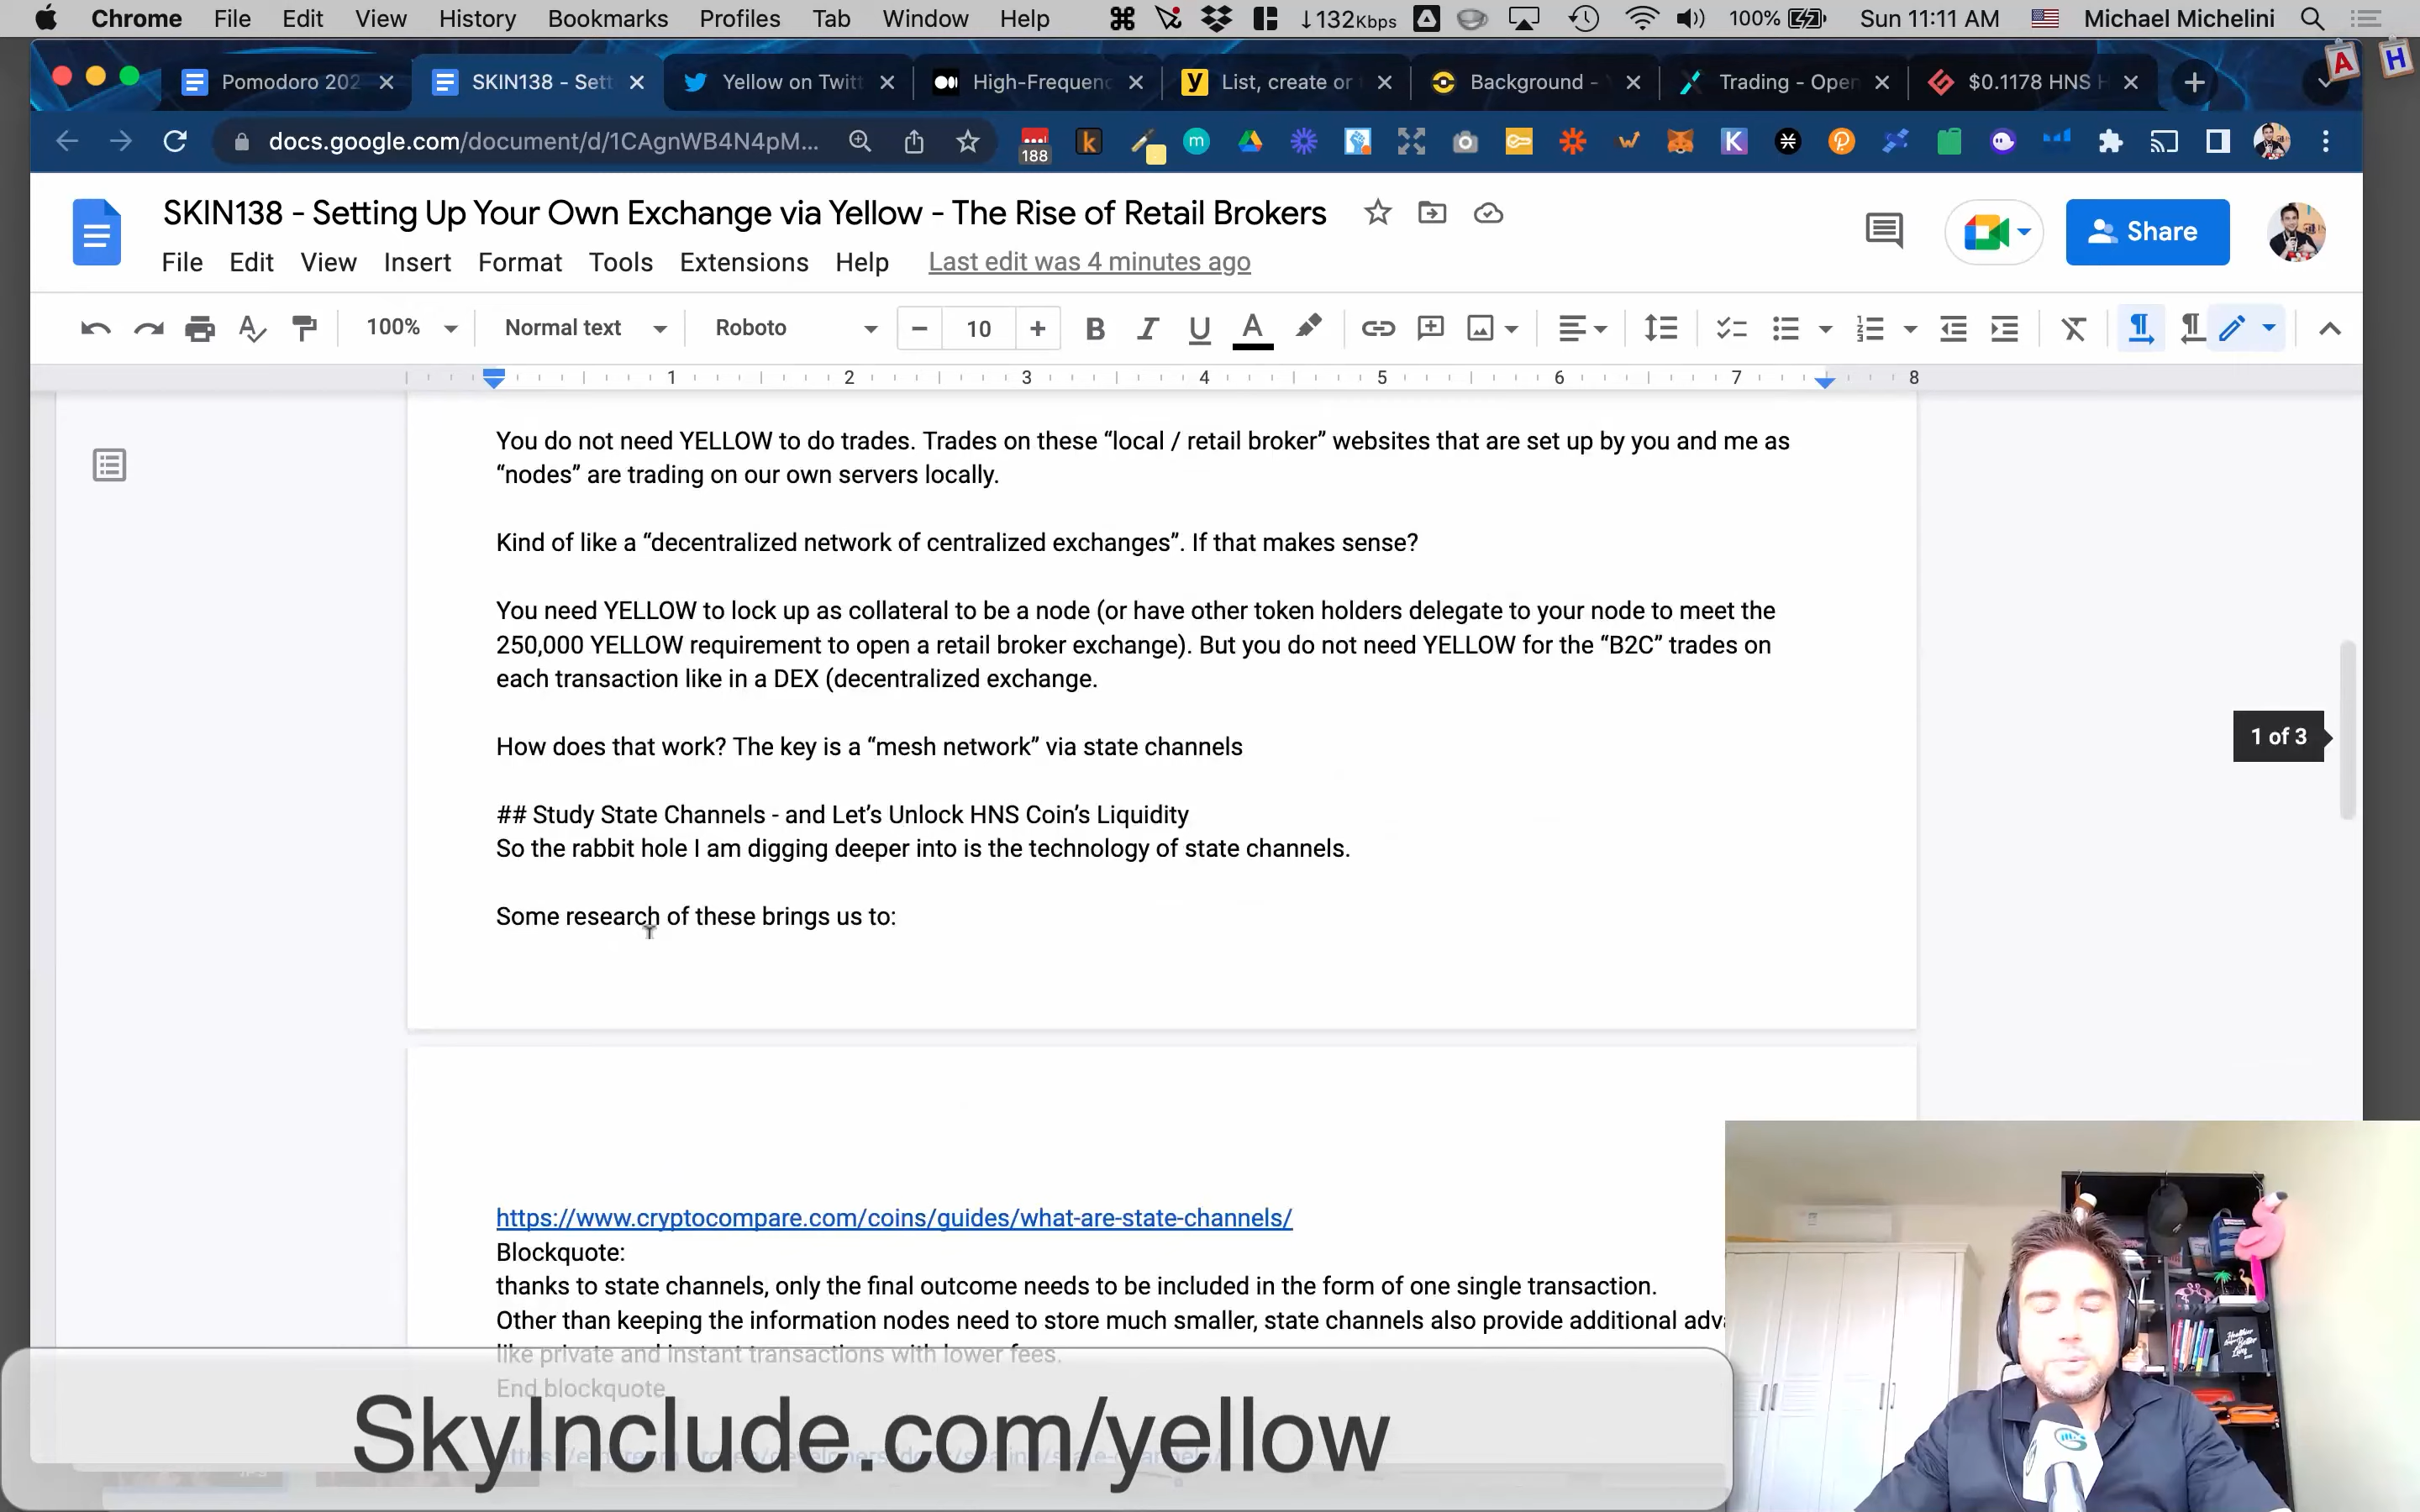 Chrome File Edit View History Bookmarks Profiles Tab Window Help ↓132Kbps 100% Sun 11:11 AM Michael Michelini
Pomodoro 202 SKIN138 - Sett Yellow on Twitt High-Frequenc List, create or Background - Trading - Open $0.1178 HNS
A H
docs.google.com/document/d/1CAgnWB4N4pM... 188
SKIN138 - Setting Up Your Own Exchange via Yellow - The Rise of Retail Brokers
Share
File Edit View Insert Format Tools Extensions Help Last edit was 4 minutes ago
100% Normal text Roboto 10
1 2 3 4 5 6 7 8
You do not need YELLOW to do trades. Trades on these “local / retail broker” websites that are set up by you and me as
“nodes” are trading on our own servers locally.
Kind of like a “decentralized network of centralized exchanges”. If that makes sense?
You need YELLOW to lock up as collateral to be a node (or have other token holders delegate to your node to meet the
250,000 YELLOW requirement to open a retail broker exchange). But you do not need YELLOW for the “B2C” trades on
each transaction like in a DEX (decentralized exchange.
How does that work? The key is a “mesh network” via state channels
1 of 3
## Study State Channels - and Let’s Unlock HNS Coin’s Liquidity
So the rabbit hole I am digging deeper into is the technology of state channels.
Some research of these brings us to:
https://www.cryptocompare.com/coins/guides/what-are-state-channels/
Blockquote:
thanks to state channels, only the final outcome needs to be included in the form of one single transaction.
Other than keeping the information nodes need to store much smaller, state channels also provide additional adv
like private and instant transactions with lower fees.
End blockquote
SkyInclude.com/yellow